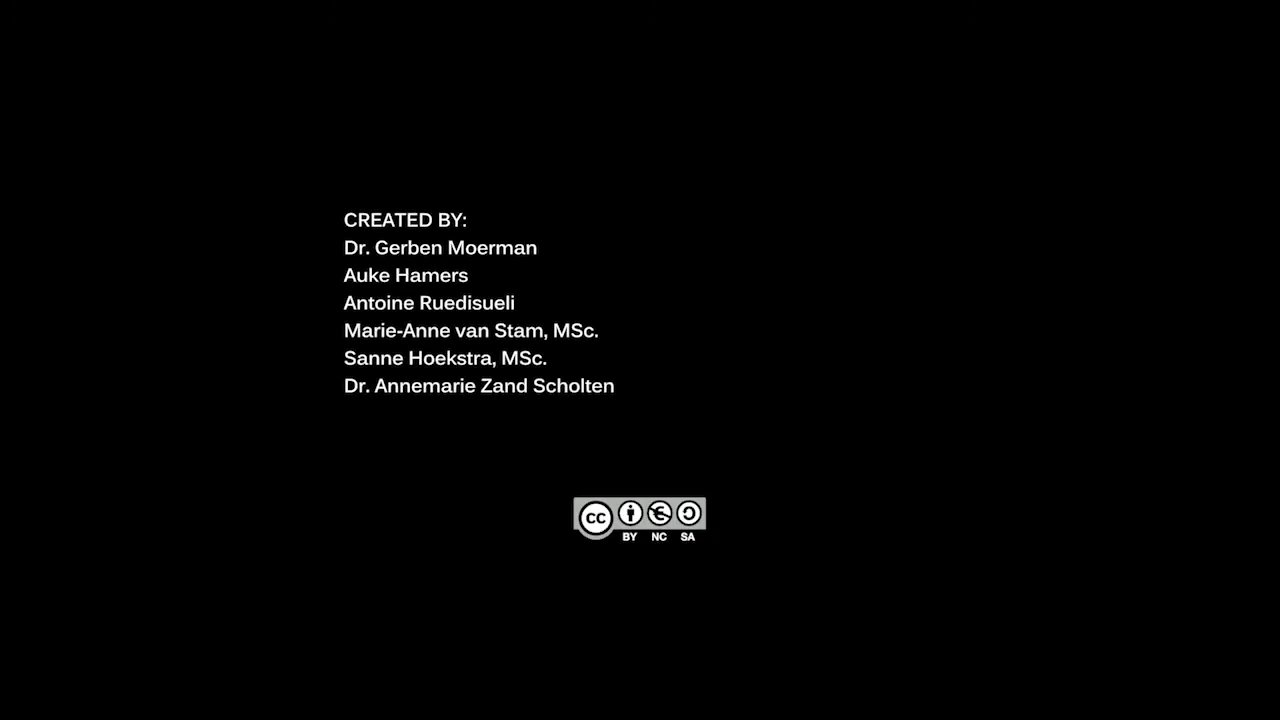 CREATED BY:
Dr. Gerben Moerman
Auke Hamers
Antoine Ruedisueli
Marie-Anne van Stam, MSc.
Sanne Hoekstra, MSc.
Dr. Annemarie Zand Scholten
CC
BY NC SA